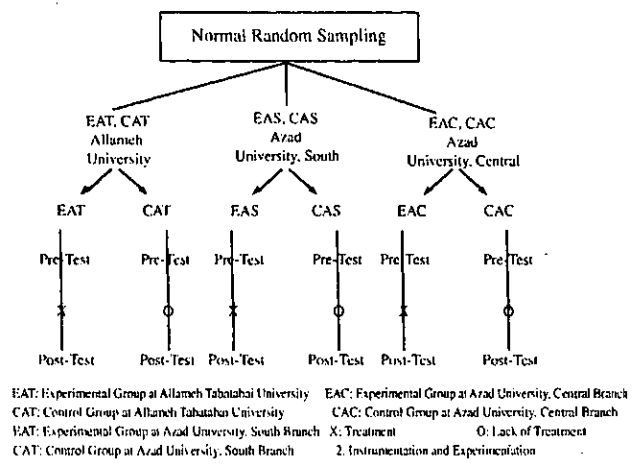 Normal Random Sampling
EAT, CAT
Allameh
University
EAS, CAS
Azad
University, South
EAC, CAC
Azad
University, Central
EAT CAT EAS CAS EAC CAC
Pre-Test Pre-Test Pre-Test Pre-Test Pre-Test Pre-Test
X O X O X O
Post-Test Post-Test Post-Test Post-Test Post-Test Post-Test
EAT: Experimental Group at Allameh Tabatabai University EAC: Experimental Group at Azad University, Central Branch
CAT: Control Group at Allameh Tabatabai University CAC: Control Group at Azad University, Central Branch
EAT: Experimental Group at Azad University, South Branch X: Treatment O: Lack of Treatment
CAT: Control Group at Azad University, South Branch 2. Instrumentation and Experimentation